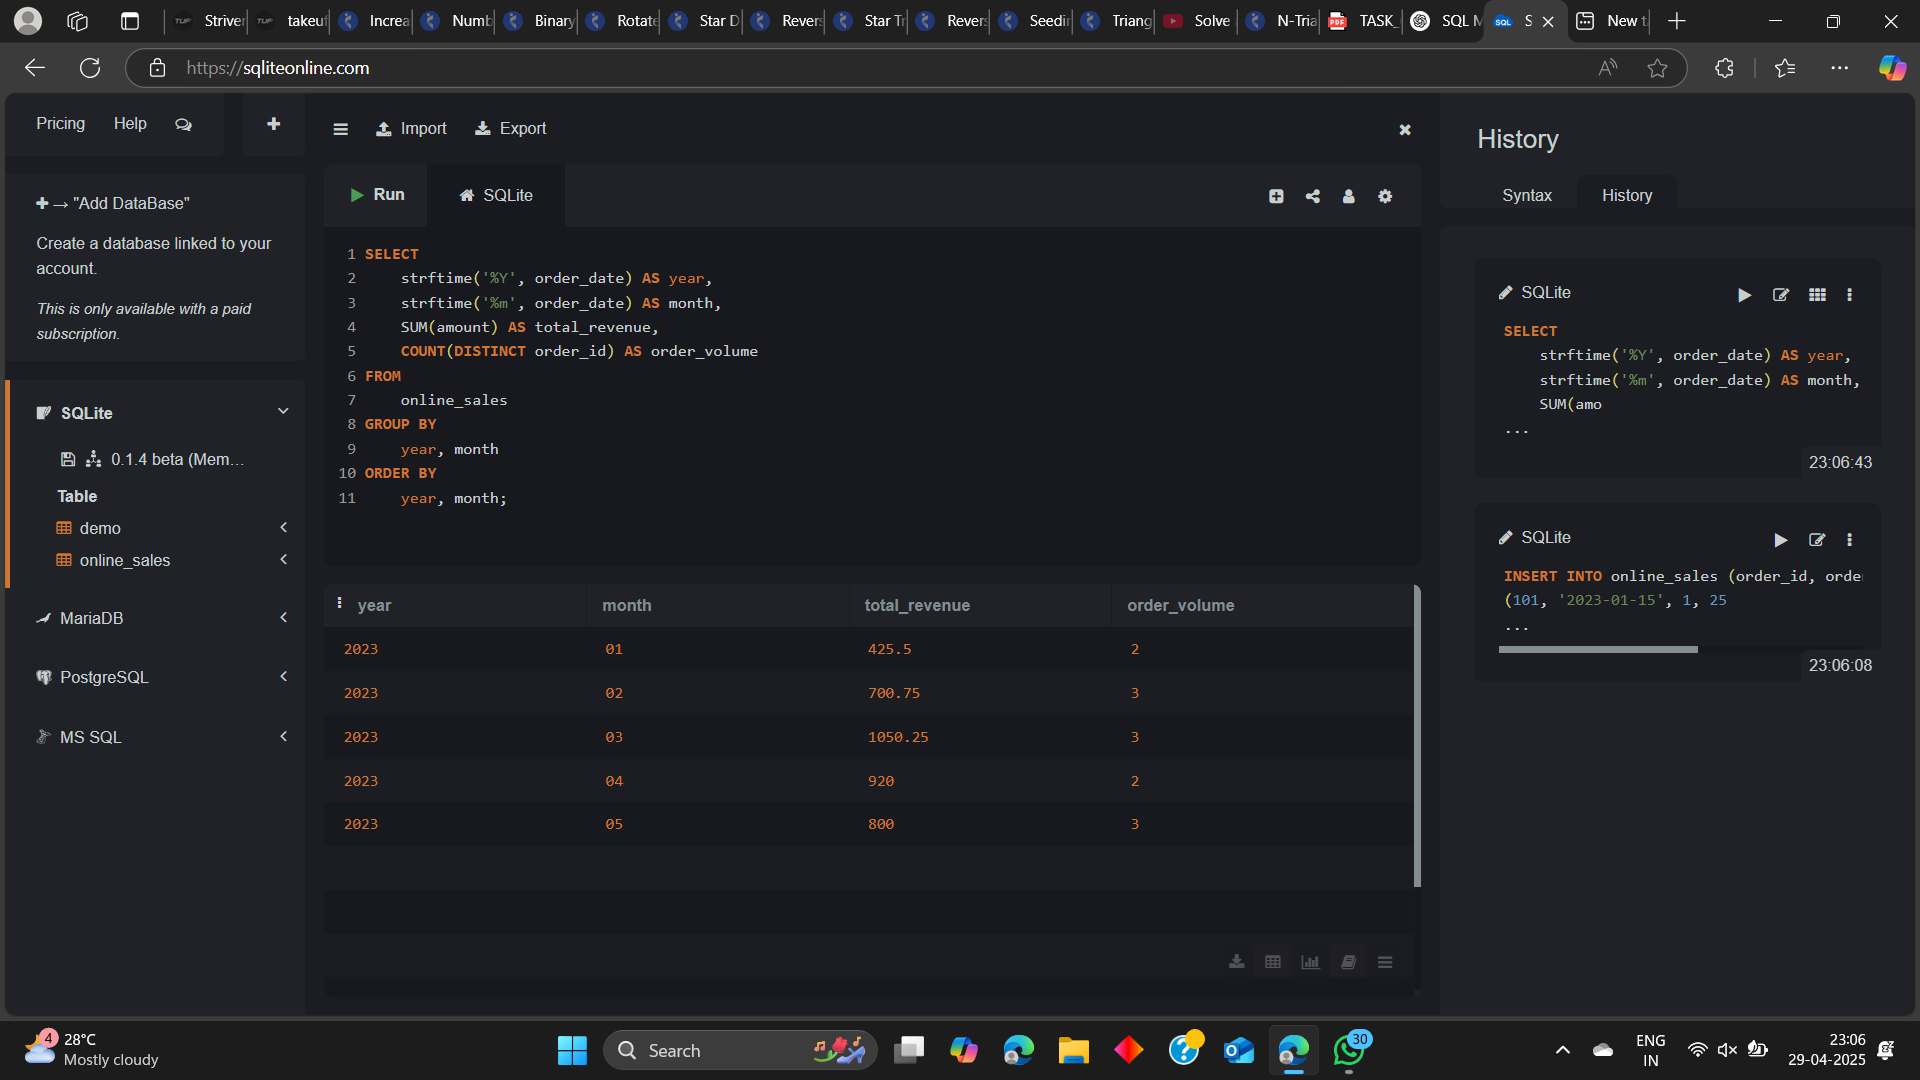 Striver
takeuf
Increa
Numb
Binary
Rotate
Star D
Revers
Star Tr
Revers
Seedin
Triang
Solve
N-Tria
TASK_
SQL M
S
New t
https://sqliteonline.com
Pricing
Help
Import
Export
"Add DataBase"
Create a database linked to your
account.
This is only available with a paid
subscription.
SQLite
0.1.4 beta (Mem...
Table
demo
online_sales
MariaDB
PostgreSQL
MS SQL
Run
SQLite
1 SELECT
2 strftime('%Y', order_date) AS year,
3 strftime('%m', order_date) AS month,
4 SUM(amount) AS total_revenue,
5 COUNT(DISTINCT order_id) AS order_volume
6 FROM
7 online_sales
8 GROUP BY
9 year, month
10 ORDER BY
11 year, month;
year month total_revenue order_volume
2023 01 425.5 2
2023 02 700.75 3
2023 03 1050.25 3
2023 04 920 2
2023 05 800 3
History
Syntax
History
SQLite
SELECT
strftime('%Y', order_date) AS year,
strftime('%m', order_date) AS month,
SUM(amo
...
23:06:43
SQLite
INSERT INTO online_sales (order_id, orde
(101, '2023-01-15', 1, 25
...
23:06:08
4
28°C
Mostly cloudy
Search
30
ENG
IN
23:06
29-04-2025